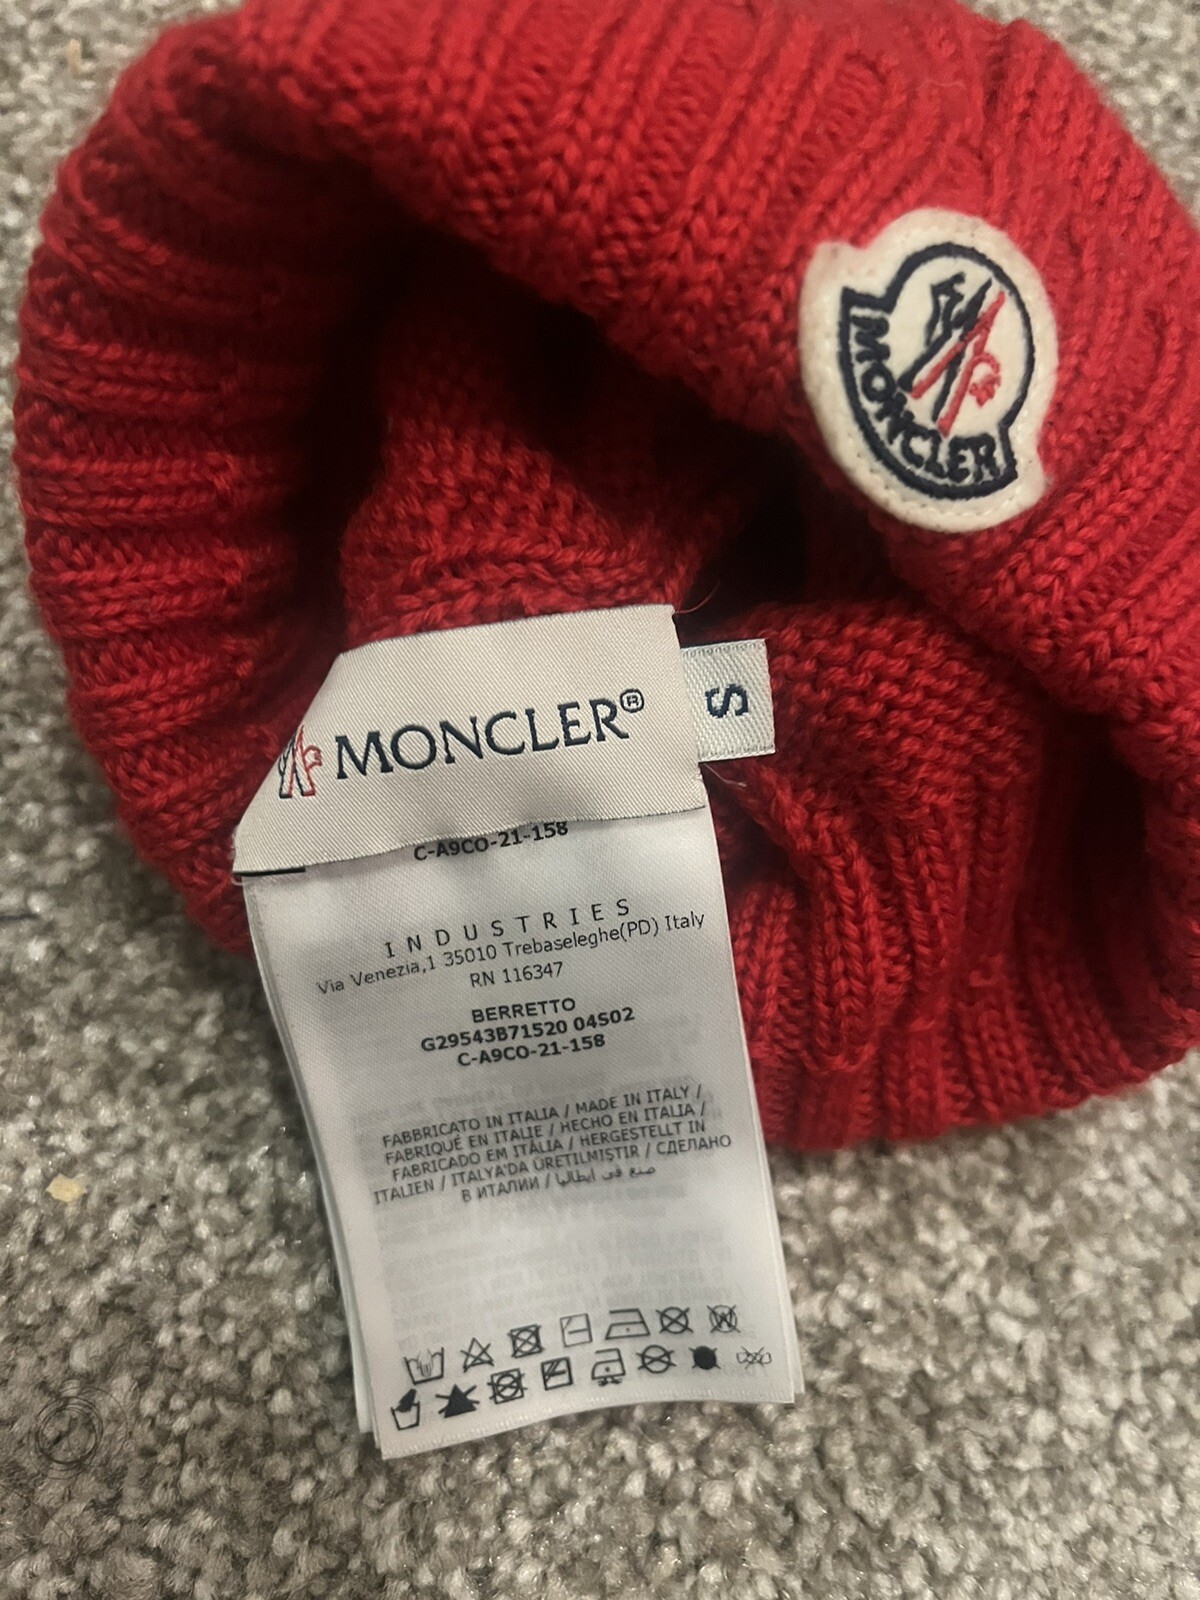 MONCLER
MONCLER®
S
C-A9CO-21-158
INDUSTRIES
Via Venezia,1 35010 Trebaseleghe(PD) Italy
RN 116347
BERRETTO
G29543B71520 04S02
C-A9CO-21-158
FABBRICATO IN ITALIA / MADE IN ITALY /
FABRIQUÉ EN ITALIE / HECHO EN ITALIA /
FABRICADO EM ITÁLIA / HERGESTELLT IN
ITALIEN / ITALYA'DA ÜRETILMIŞTIR / СДЕЛАНО
В ИТАЛИИ / صنع في ايطاليا